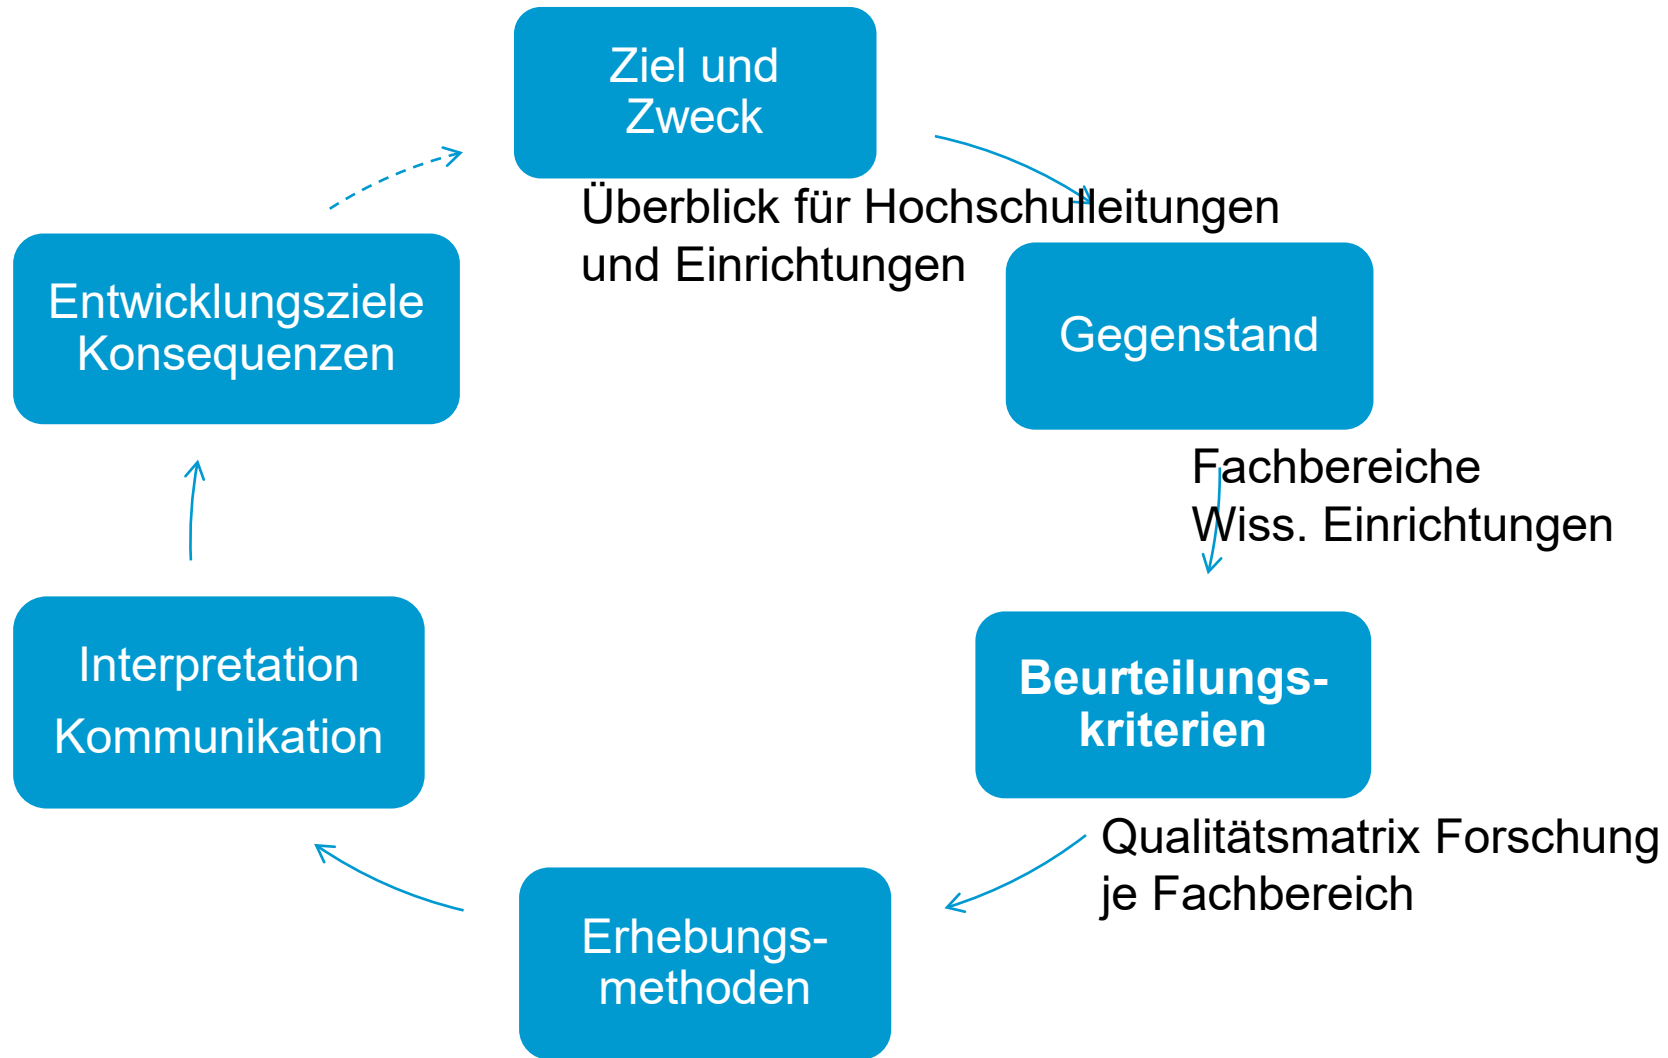 Ziel und
Zweck
Überblick für Hochschulleitungen
und Einrichtungen
Gegenstand
Fachbereiche
Wiss. Einrichtungen
Beurteilungs-
kriterien
Qualitätsmatrix Forschung
je Fachbereich
Erhebungs-
methoden
Interpretation
Kommunikation
Entwicklungsziele
Konsequenzen